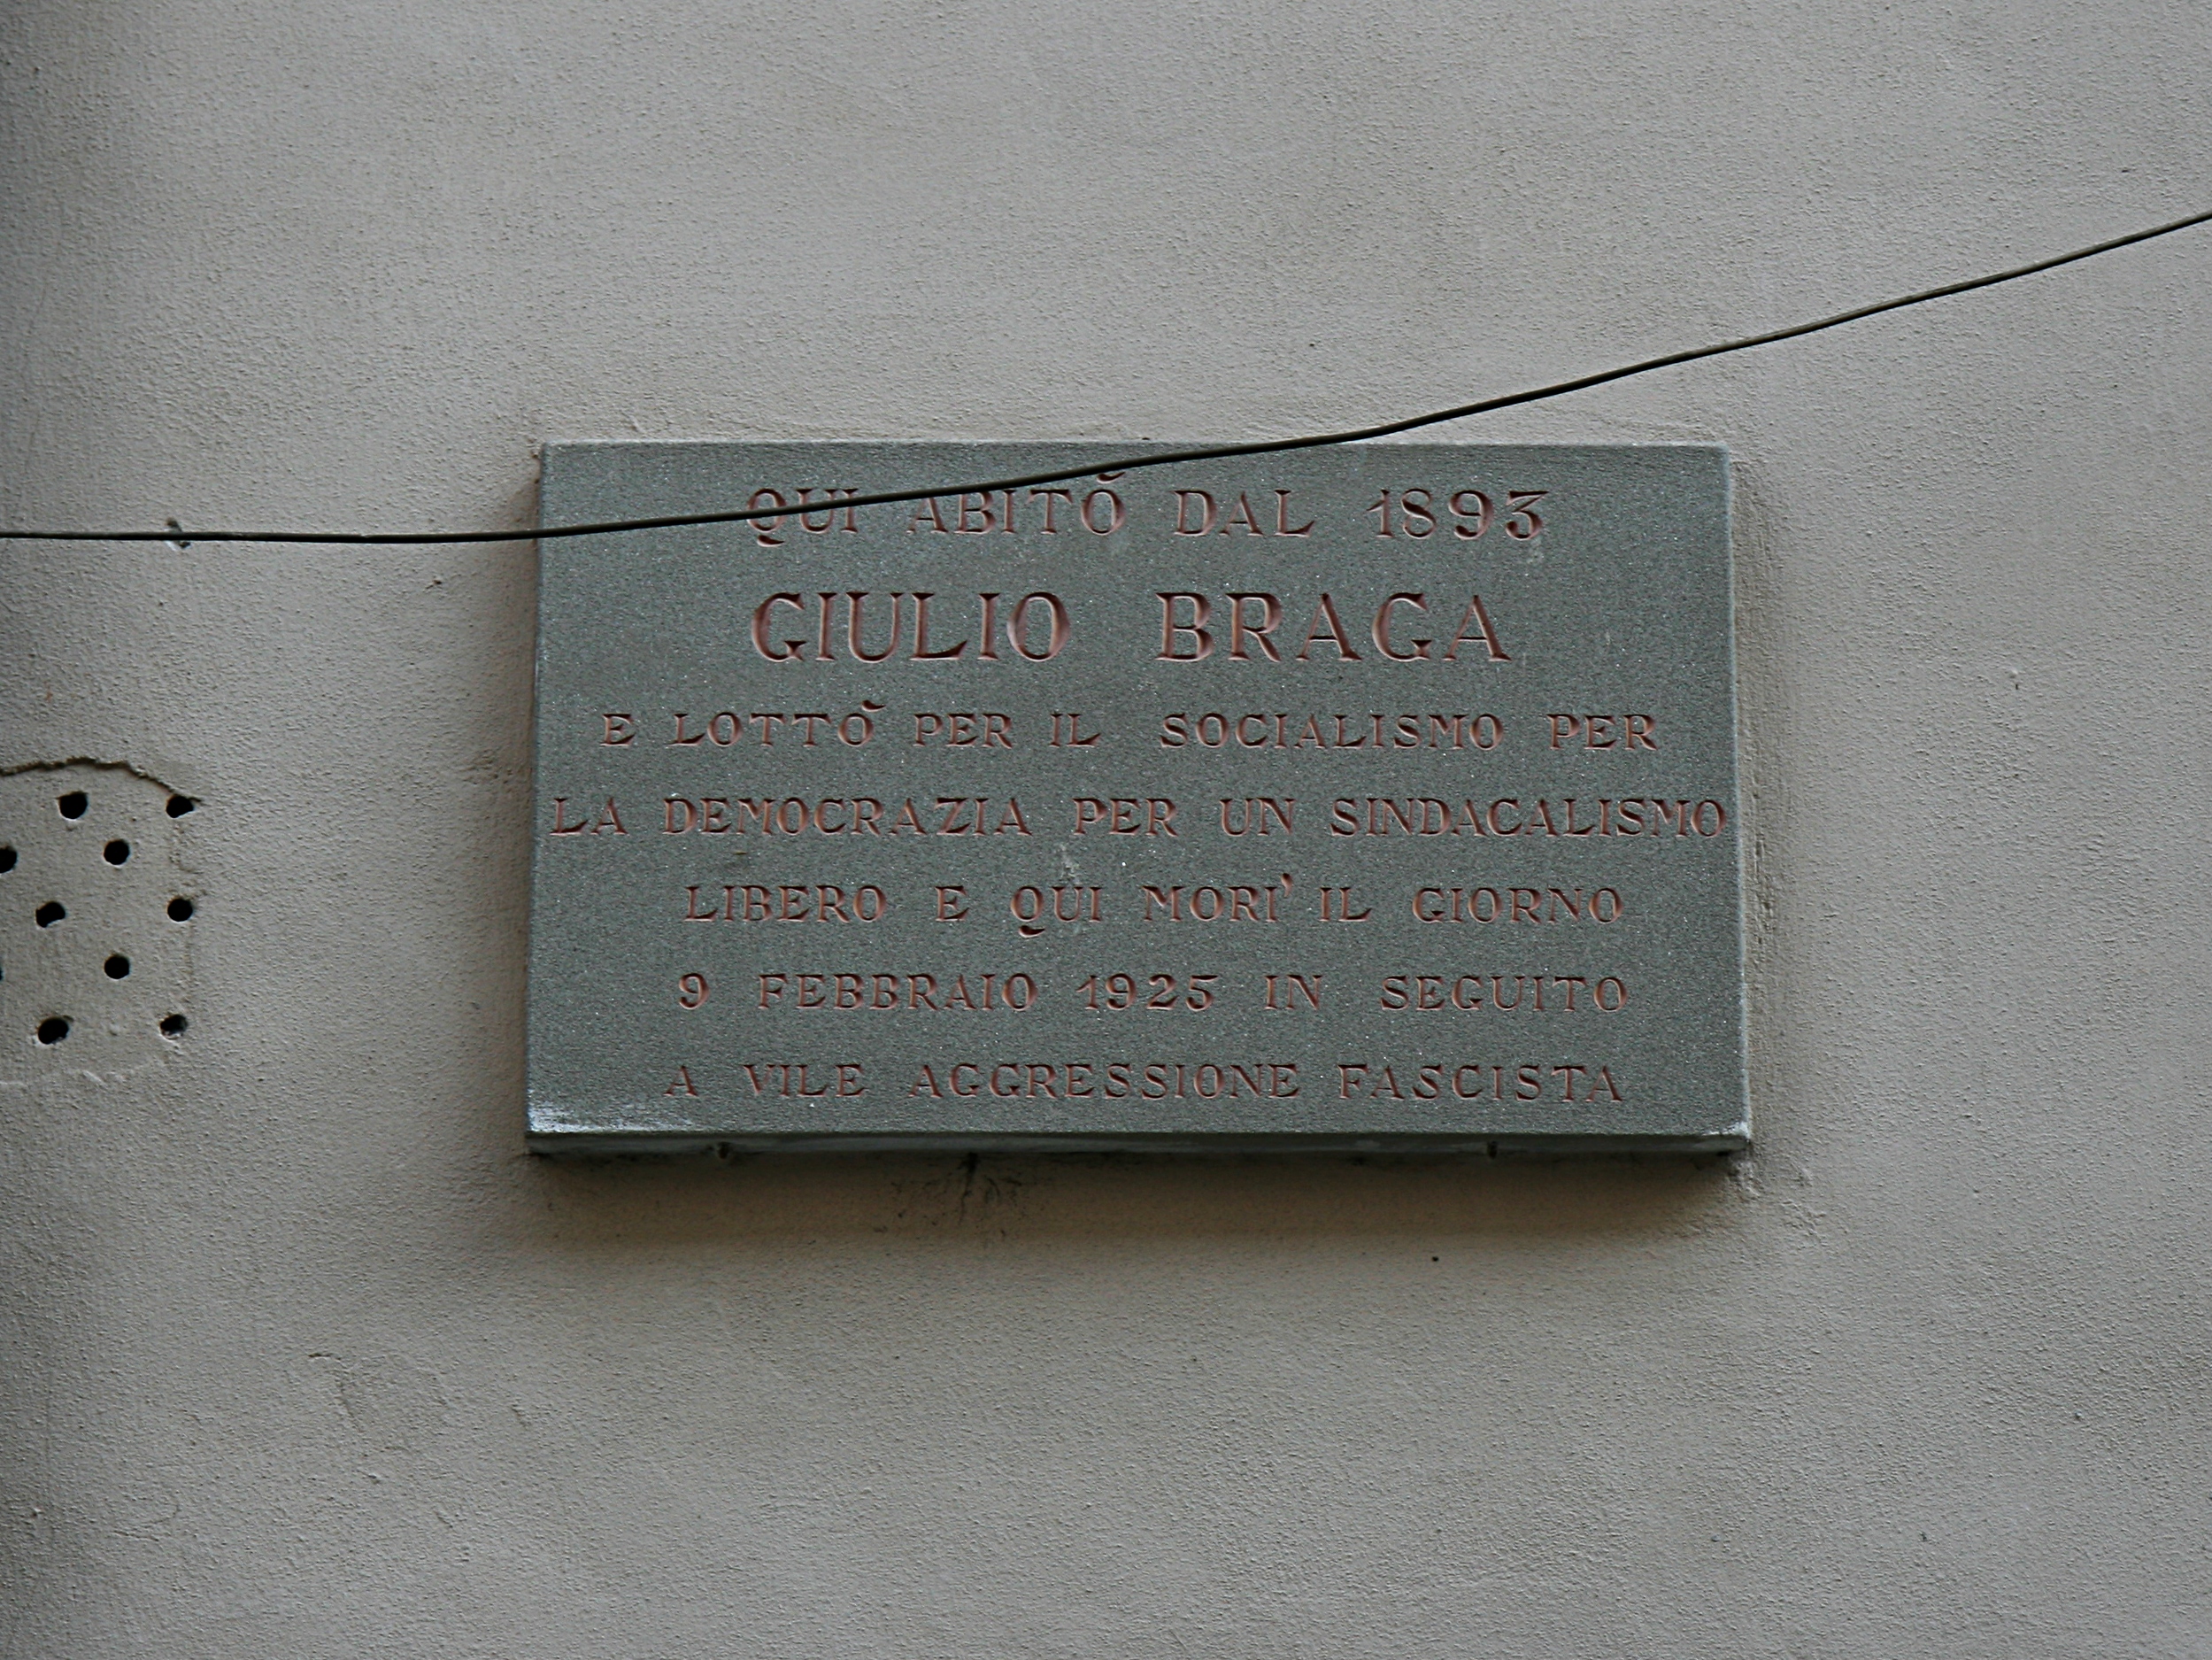 QUI ABITÒ DAL 1893
GIULIO BRAGA
E LOTTÒ PER IL SOCIALISMO PER
LA DEMOCRAZIA PER UN SINDACALISMO
LIBERO E QUI MORI' IL GIORNO
9 FEBBRAIO 1925 IN SEGUITO
A VILE AGGRESSIONE FASCISTA